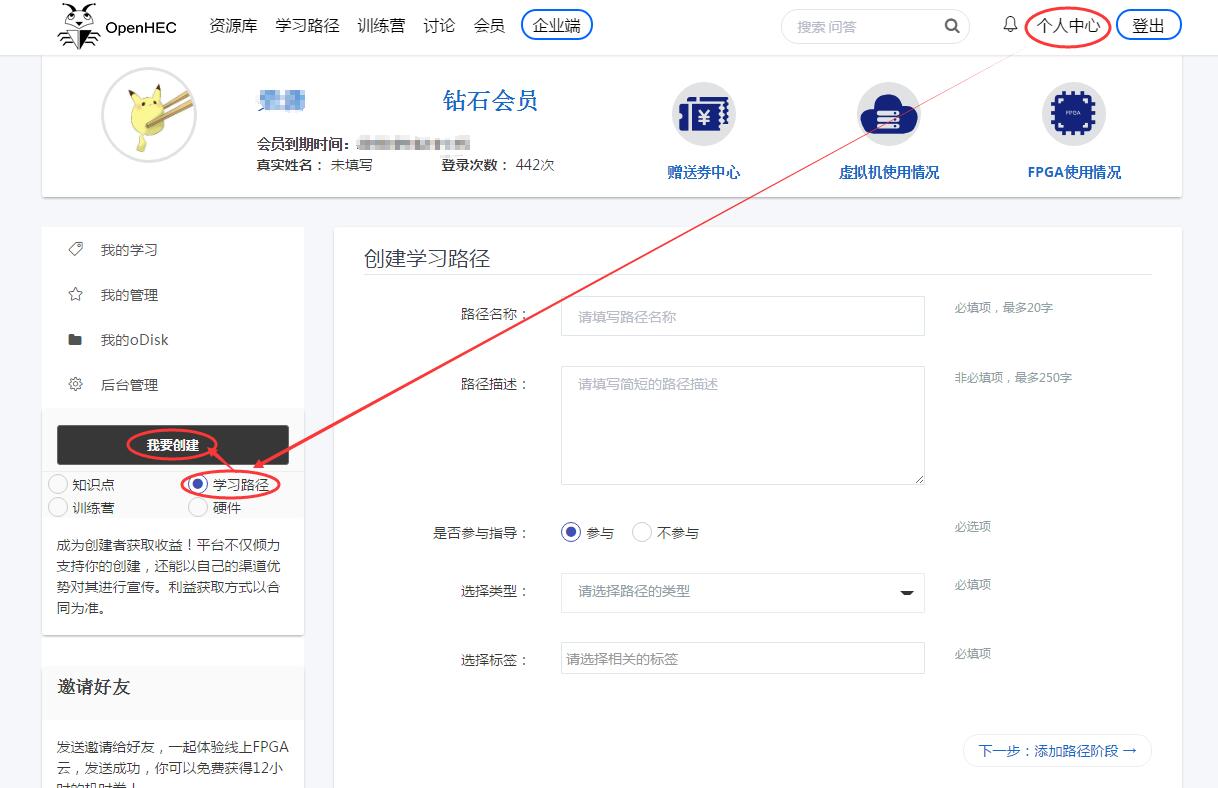 OpenHEC 资源库 学习路径 训练营 讨论 会员 企业端 搜索 问答 个人中心 登出
钻石会员
会员到期时间：
真实姓名： 未填写 登录次数： 442次
¥
FPGA
赠送券中心 虚拟机使用情况 FPGA使用情况
我的学习
我的管理
我的oDisk
后台管理
我要创建
知识点 学习路径
训练营 硬件
成为创建者获取收益！平台不仅倾力
支持你的创建，还能以自己的渠道优
势对其进行宣传。利益获取方式以合
同为准。
邀请好友
发送邀请给好友，一起体验线上FPGA
云，发送成功，你可以免费获得12小
时的机时券！
创建学习路径
路径名称： 请填写路径名称 必填项，最多20字
路径描述： 请填写简短的路径描述 非必填项，最多250字
是否参与指导： 参与 不参与 必选项
选择类型： 请选择路径的类型 必填项
选择标签： 请选择相关的标签 必填项
下一步：添加路径阶段 →